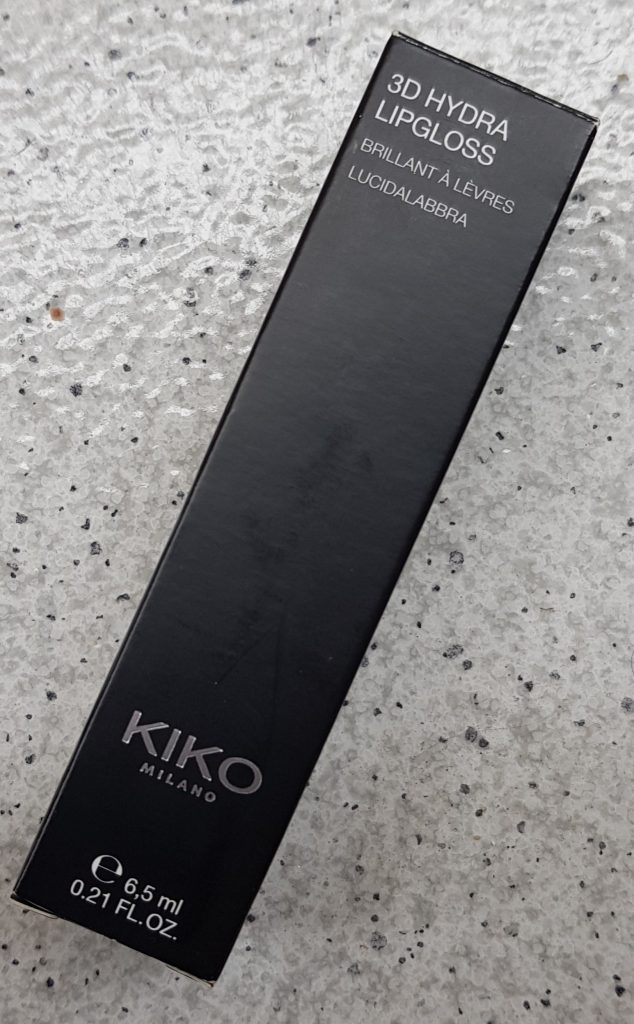 3D HYDRA
LIPGLOSS
BRILLANT À LÈVRES
LUCIDALABBRA
KIKO
MILANO
℮ 6,5 ml
0.21 FL.OZ.